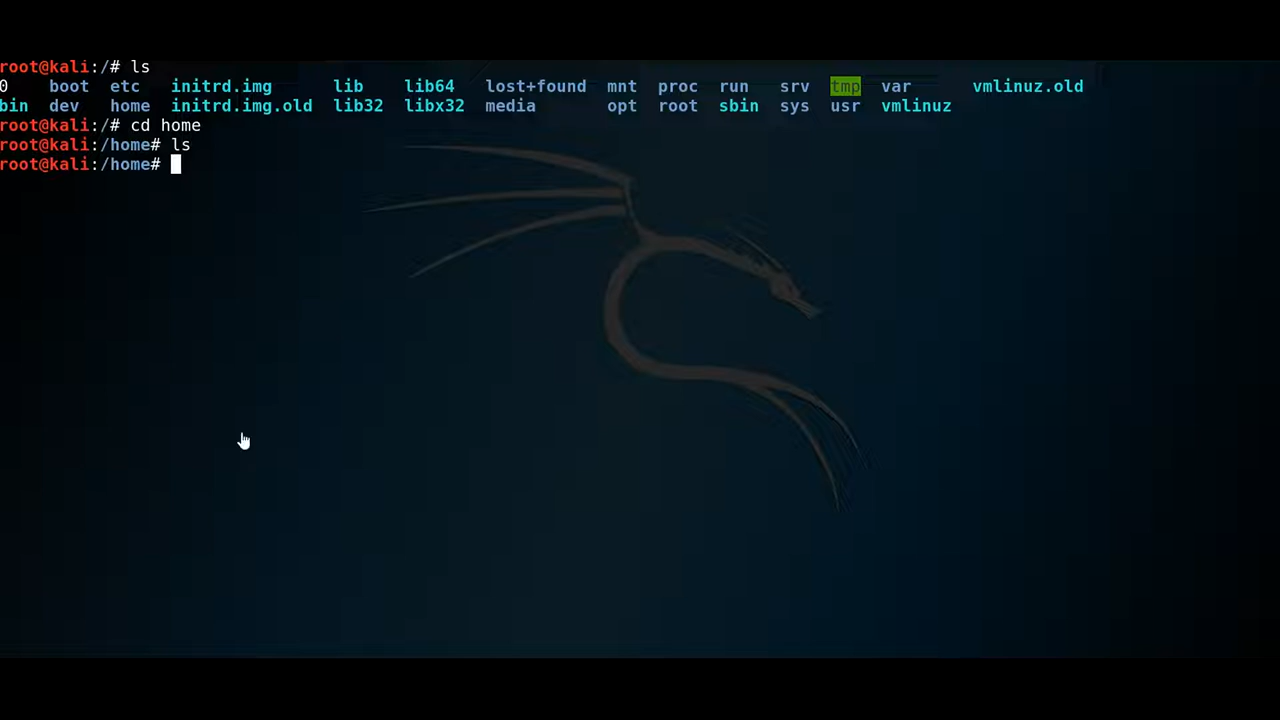 root@kali:/# ls
0    boot  etc   initrd.img      lib    lib64   lost+found  mnt  proc  run   srv  tmp  var      vmlinuz.old
bin  dev   home  initrd.img.old  lib32  libx32  media       opt  root  sbin  sys  usr  vmlinuz
root@kali:/# cd home
root@kali:/home# ls
root@kali:/home#